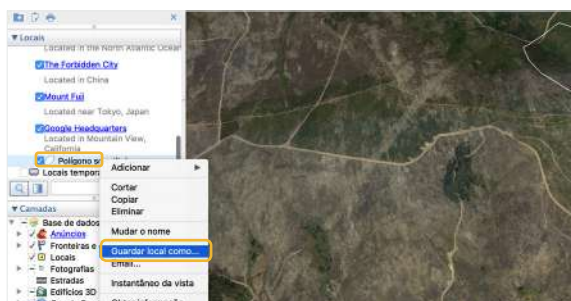 Locais
Located in the North Atlantic Ocean
The Forbidden City
Located in China
Mount Fuji
Located near Tokyo, Japan
Google Headquarters
Located in Mountain View,
California
Polígono
Locais
Adicionar
Cortar
Copiar
Eliminar
Mudar o nome
Guardar local como...
Email...
Instantâneo da vista
Camadas
Base de dados
Anúncios
Fronteiras e
Locais
Fotografias
Estradas
Edifícios 3D